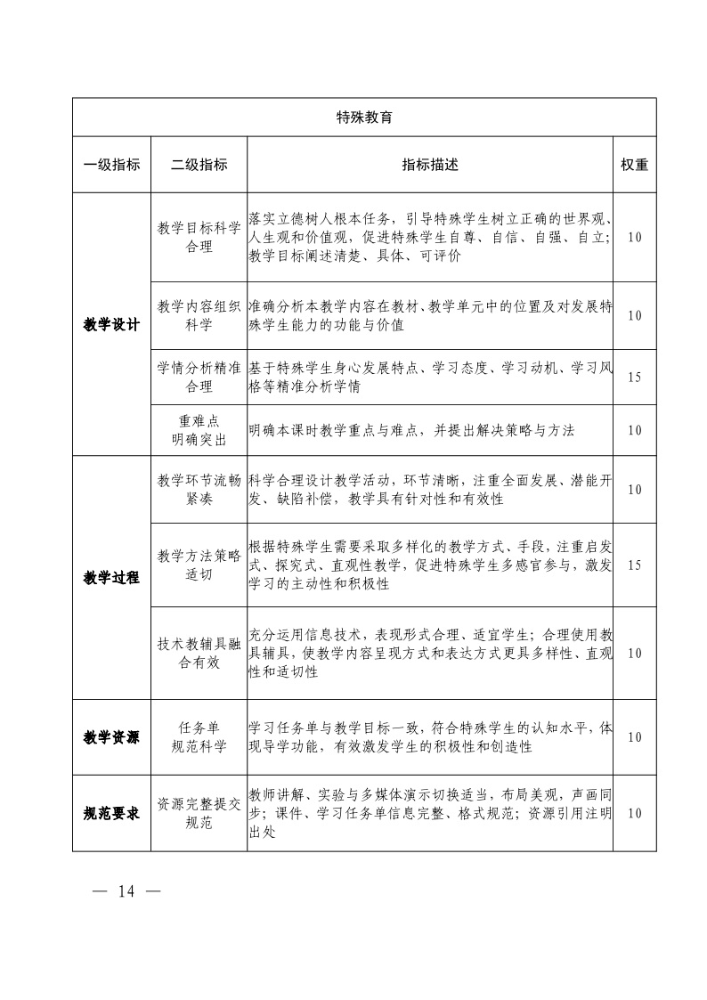 特殊教育
一级指标 二级指标 指标描述 权重
教学设计
教学目标科学
合理
落实立德树人根本任务，引导特殊学生树立正确的世界观、
人生观和价值观，促进特殊学生自尊、自信、自强、自立；
教学目标阐述清楚、具体、可评价
10
教学内容组织
科学
准确分析本教学内容在教材、教学单元中的位置及对发展特
殊学生能力的功能与价值
10
学情分析精准
合理
基于特殊学生身心发展特点、学习态度、学习动机、学习风
格等精准分析学情
15
重难点
明确突出
明确本课时教学重点与难点，并提出解决策略与方法
10
教学过程
教学环节流畅
紧凑
科学合理设计教学活动，环节清晰，注重全面发展、潜能开
发、缺陷补偿，教学具有针对性和有效性
10
教学方法策略
适切
根据特殊学生需要采取多样化的教学方式、手段，注重启发
式、探究式、直观性教学，促进特殊学生多感官参与，激发
学习的主动性和积极性
15
技术教辅具融
合有效
充分运用信息技术，表现形式合理、适宜学生；合理使用教
具辅具，使教学内容呈现方式和表达方式更具多样性、直观
性和适切性
10
教学资源
任务单
规范科学
学习任务单与教学目标一致，符合特殊学生的认知水平，体
现导学功能，有效激发学生的积极性和创造性
10
规范要求
资源完整提交
规范
教师讲解、实验与多媒体演示切换适当，布局美观，声画同
步；课件、学习任务单信息完整、格式规范；资源引用注明
出处
10
— 14 —